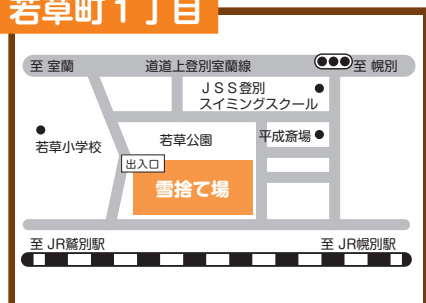 若草町1丁目
至 室蘭
道道上登別室蘭線
至 幌別
JSS登別
スイミングスクール
若草小学校
若草公園
平成斎場
出入口
雪捨て場
至 JR鷲別駅
至 JR幌別駅